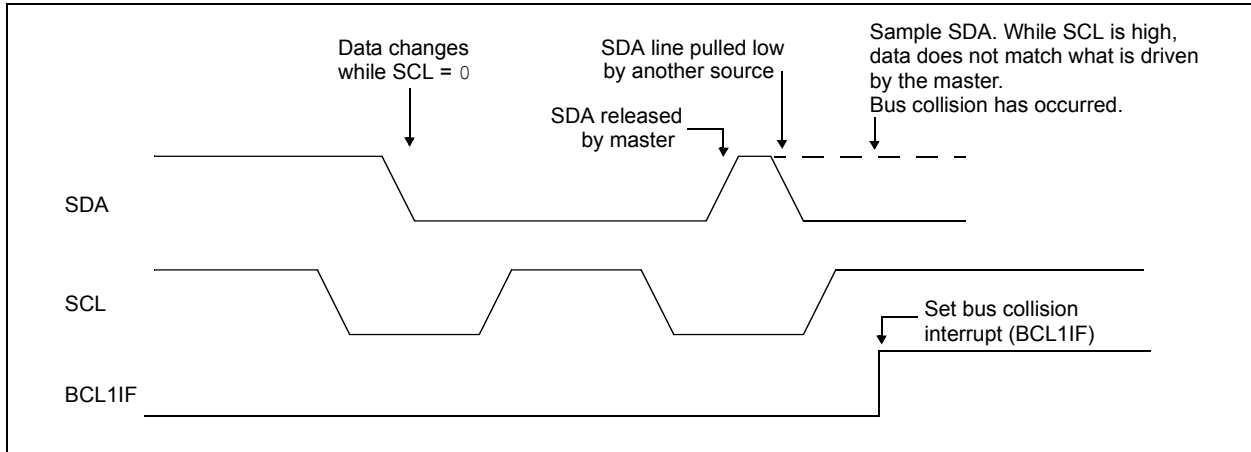 Data changes
while SCL = 0
SDA line pulled low
by another source
SDA released
by master
Sample SDA. While SCL is high,
data does not match what is driven
by the master.
Bus collision has occurred.
SDA
SCL
Set bus collision
interrupt (BCL1IF)
BCL1IF